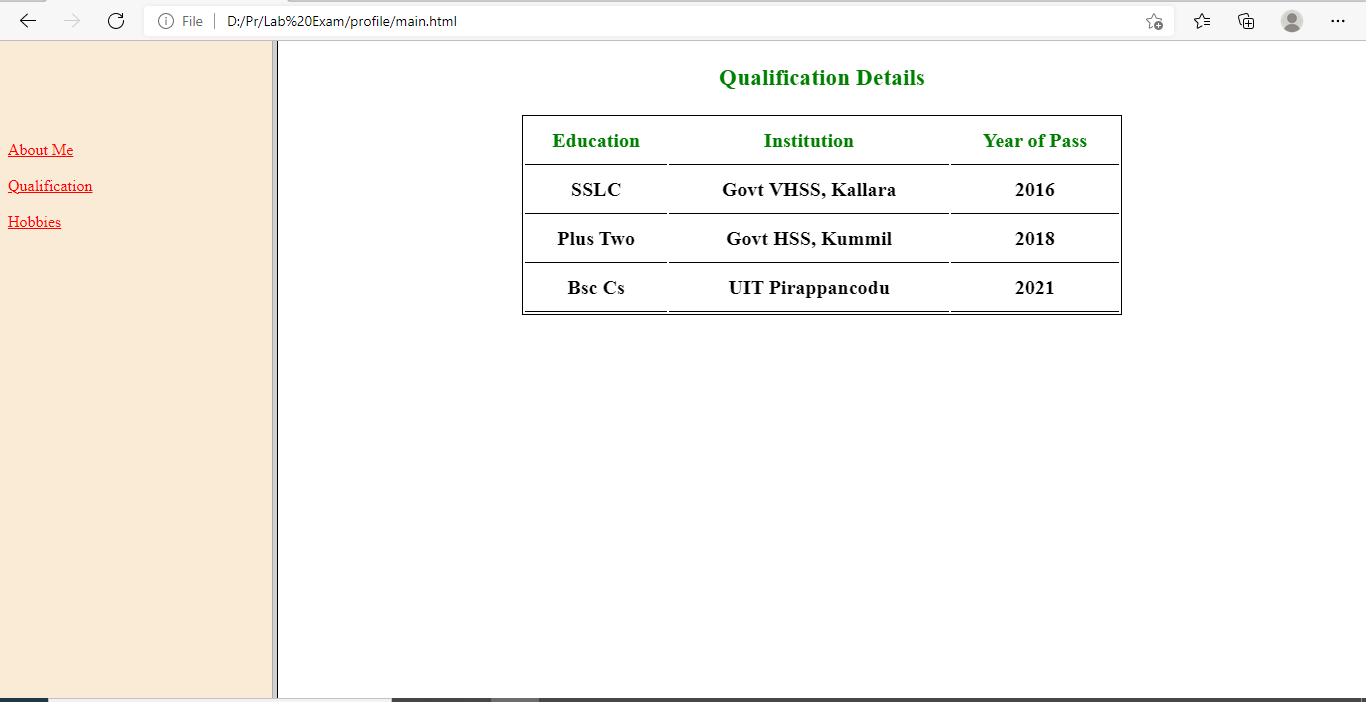 File D:/Pr/Lab%20Exam/profile/main.html
About Me
Qualification
Hobbies
Qualification Details
Education Institution Year of Pass
SSLC Govt VHSS, Kallara 2016
Plus Two Govt HSS, Kummil 2018
Bsc Cs UIT Pirappancodu 2021